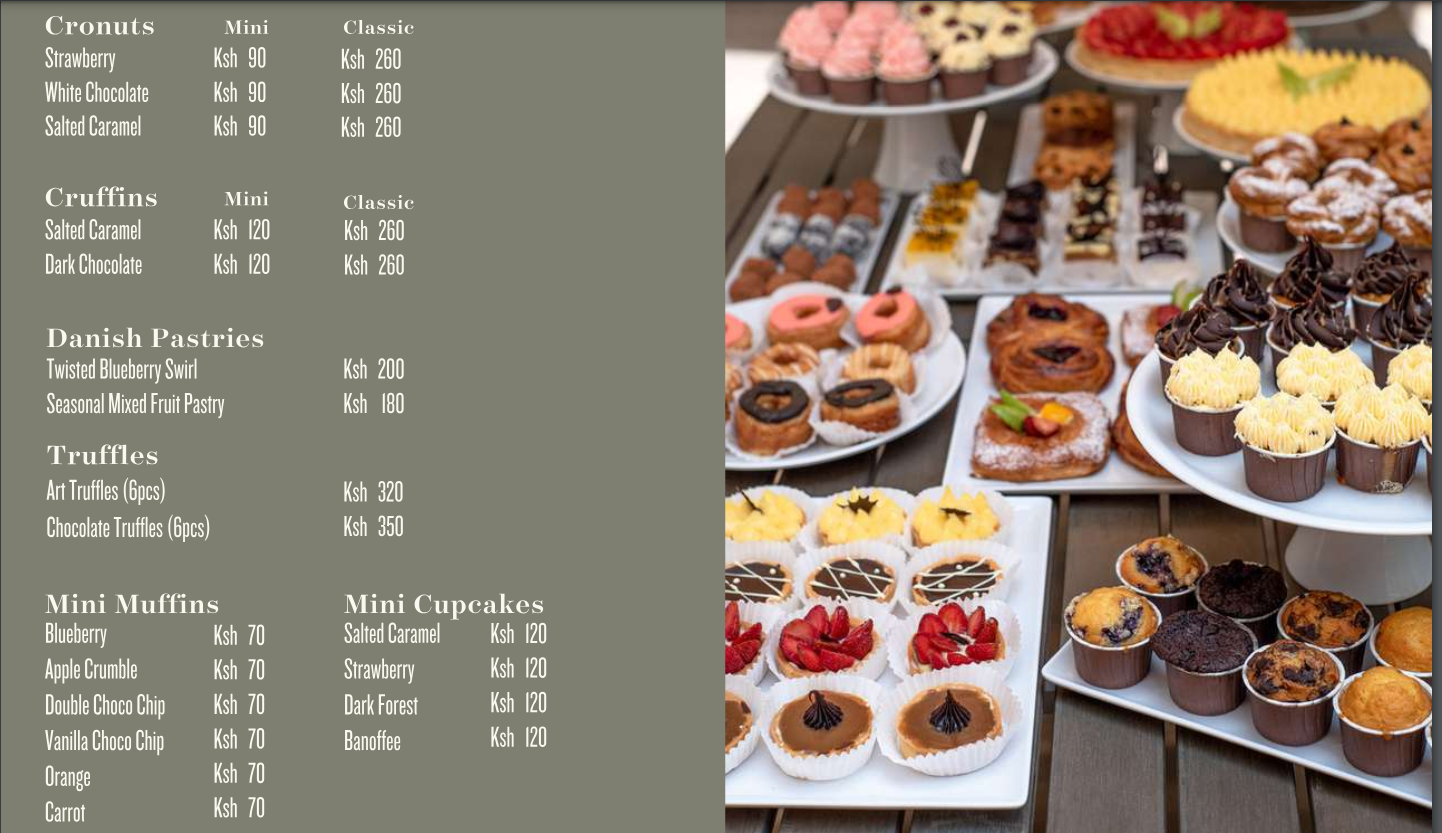 Cronuts Mini Classic
Strawberry Ksh 90 Ksh 260
White Chocolate Ksh 90 Ksh 260
Salted Caramel Ksh 90 Ksh 260
Cruffins Mini Classic
Salted Caramel Ksh 120 Ksh 260
Dark Chocolate Ksh 120 Ksh 260
Danish Pastries
Twisted Blueberry Swirl Ksh 200
Seasonal Mixed Fruit Pastry Ksh 180
Truffles
Art Truffles (6pcs) Ksh 320
Chocolate Truffles (6pcs) Ksh 350
Mini Muffins
Blueberry Ksh 70
Apple Crumble Ksh 70
Double Choco Chip Ksh 70
Vanilla Choco Chip Ksh 70
Orange Ksh 70
Carrot Ksh 70
Mini Cupcakes
Salted Caramel Ksh 120
Strawberry Ksh 120
Dark Forest Ksh 120
Banoffee Ksh 120